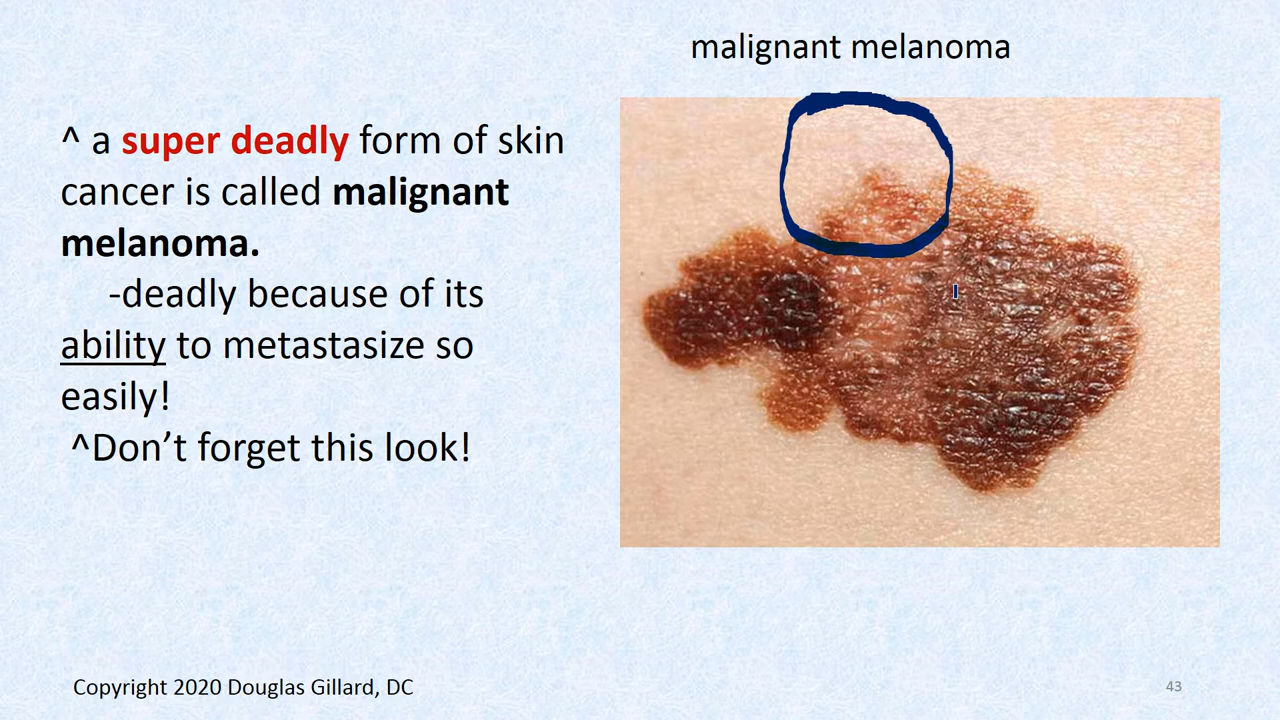 malignant melanoma
^ a super deadly form of skin
cancer is called malignant
melanoma.
-deadly because of its
ability to metastasize so
easily!
^Don’t forget this look!
Copyright 2020 Douglas Gillard, DC
43